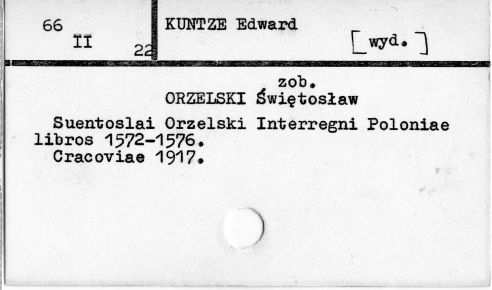 66
II
22
KUNTZE Edward
[wyd.]
zob.
ORZELSKI Świętosław
Suentoslai Orzelski Interregni Poloniae
libros 1572-1576.
Cracoviae 1917.